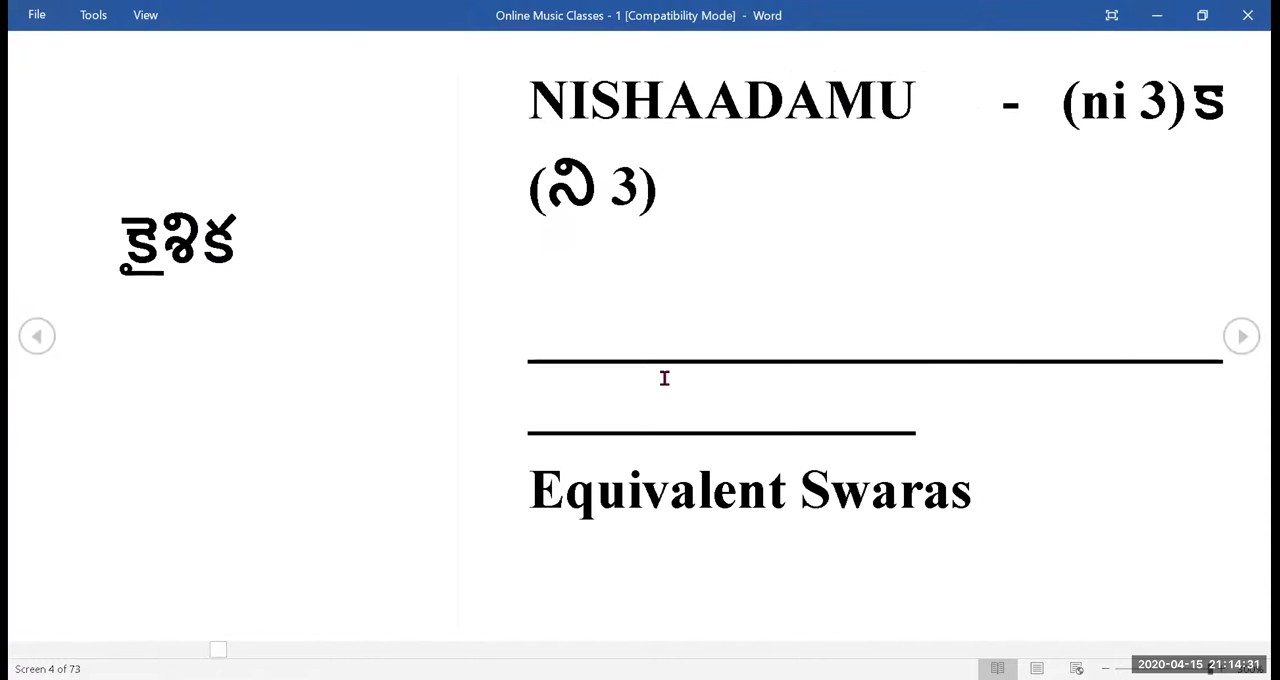 File Tools View
Online Music Classes - 1 [Compatibility Mode] - Word
కైశిక
NISHAADAMU - (ni 3)
(ని 3)
Equivalent Swaras
Screen 4 of 73
2020-04-15 21:14:31